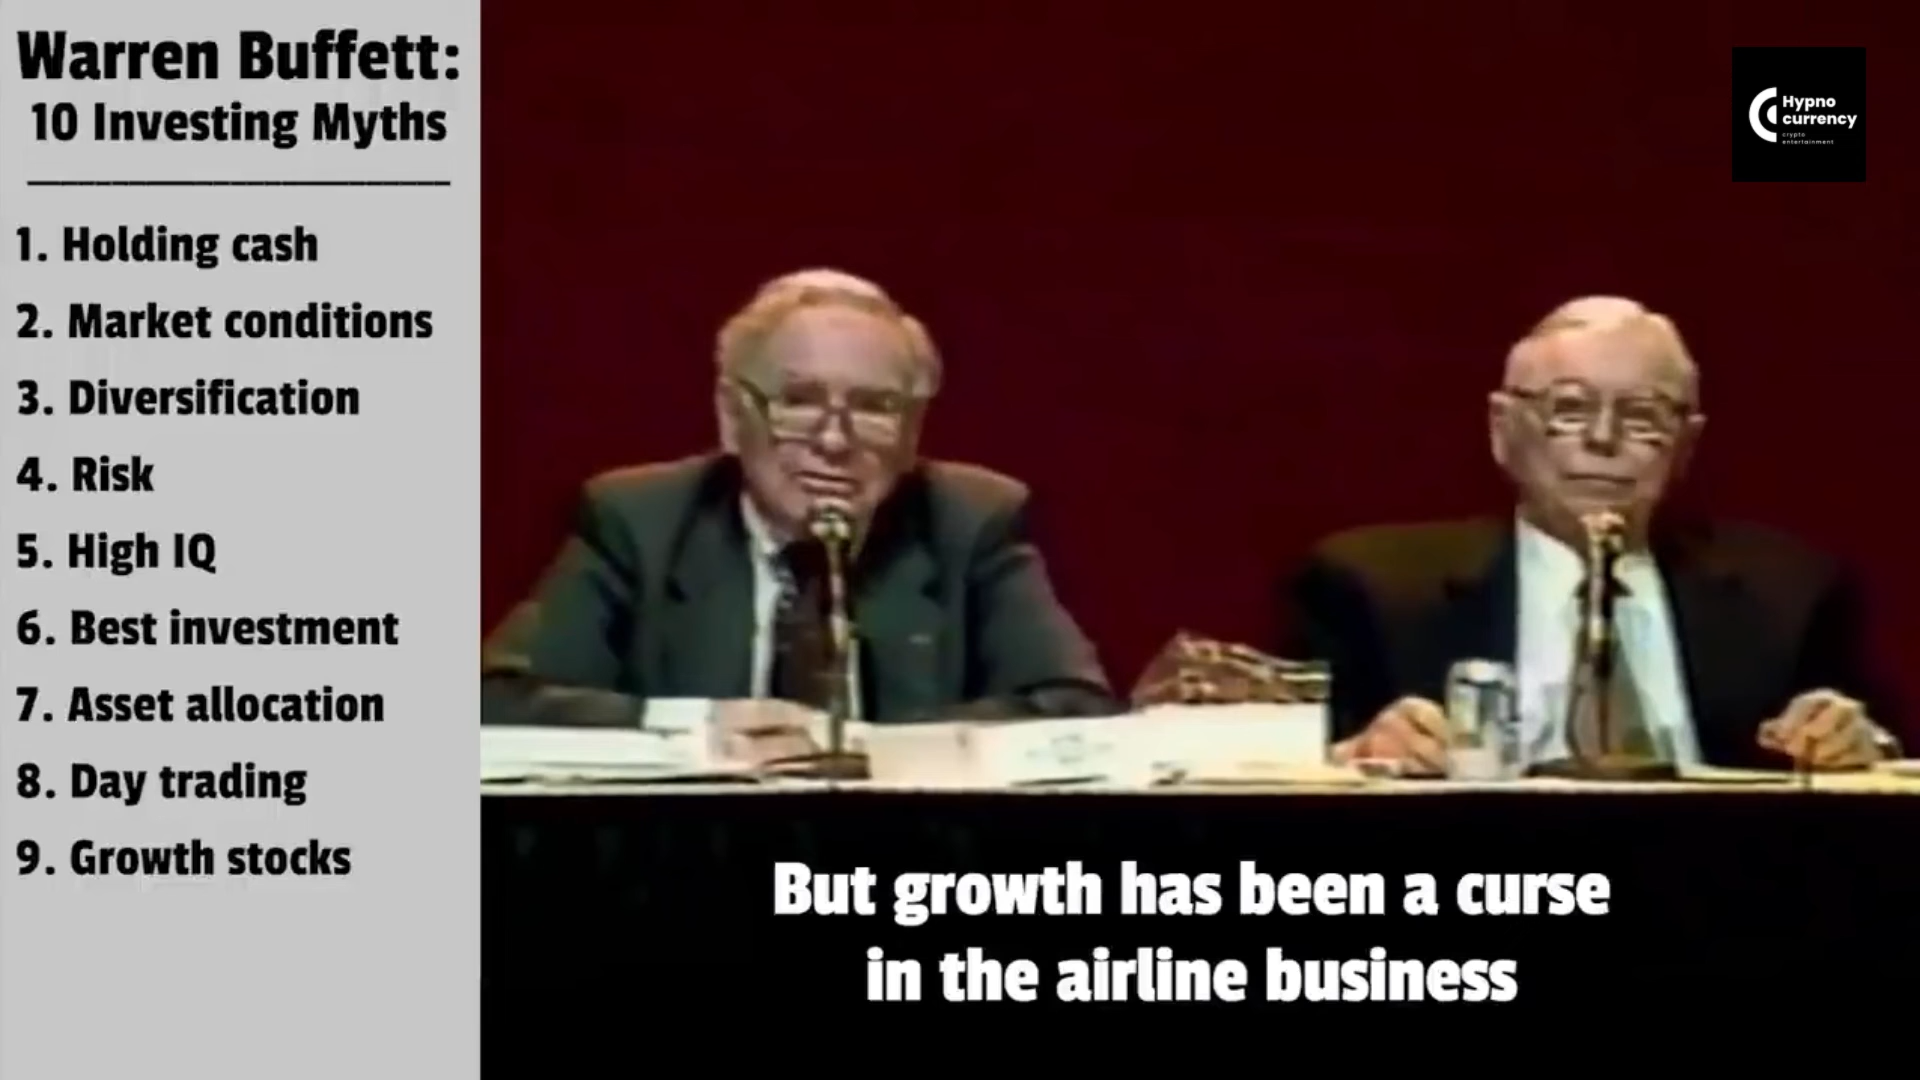 Warren Buffett:
10 Investing Myths
1. Holding cash
2. Market conditions
3. Diversification
4. Risk
5. High IQ
6. Best investment
7. Asset allocation
8. Day trading
9. Growth stocks
Hypno
currency
crypto
entertainment
But growth has been a curse
in the airline business